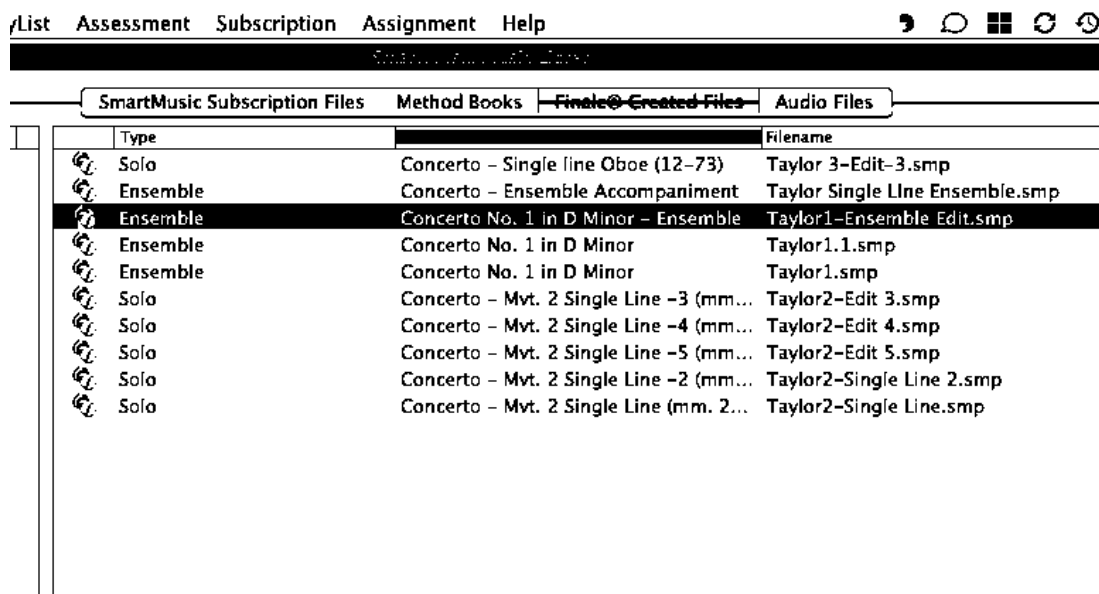 yList Assessment Subscription Assignment Help
SmartMusic Subscription Files Method Books Finale® Created Files Audio Files
Type Filename
Solo Concerto – Single line Oboe (12–73) Taylor 3–Edit–3.smp
Ensemble Concerto – Ensemble Accompaniment Taylor Single Line Ensemble.smp
Ensemble Concerto No. 1 in D Minor – Ensemble Taylor1–Ensemble Edit.smp
Ensemble Concerto No. 1 in D Minor Taylor1.1.smp
Ensemble Concerto No. 1 in D Minor Taylor1.smp
Solo Concerto – Mvt. 2 Single Line –3 (mm... Taylor2–Edit 3.smp
Solo Concerto – Mvt. 2 Single Line –4 (mm... Taylor2–Edit 4.smp
Solo Concerto – Mvt. 2 Single Line –5 (mm... Taylor2–Edit 5.smp
Solo Concerto – Mvt. 2 Single Line –2 (mm... Taylor2–Single Line 2.smp
Solo Concerto – Mvt. 2 Single Line (mm. 2... Taylor2–Single Line.smp